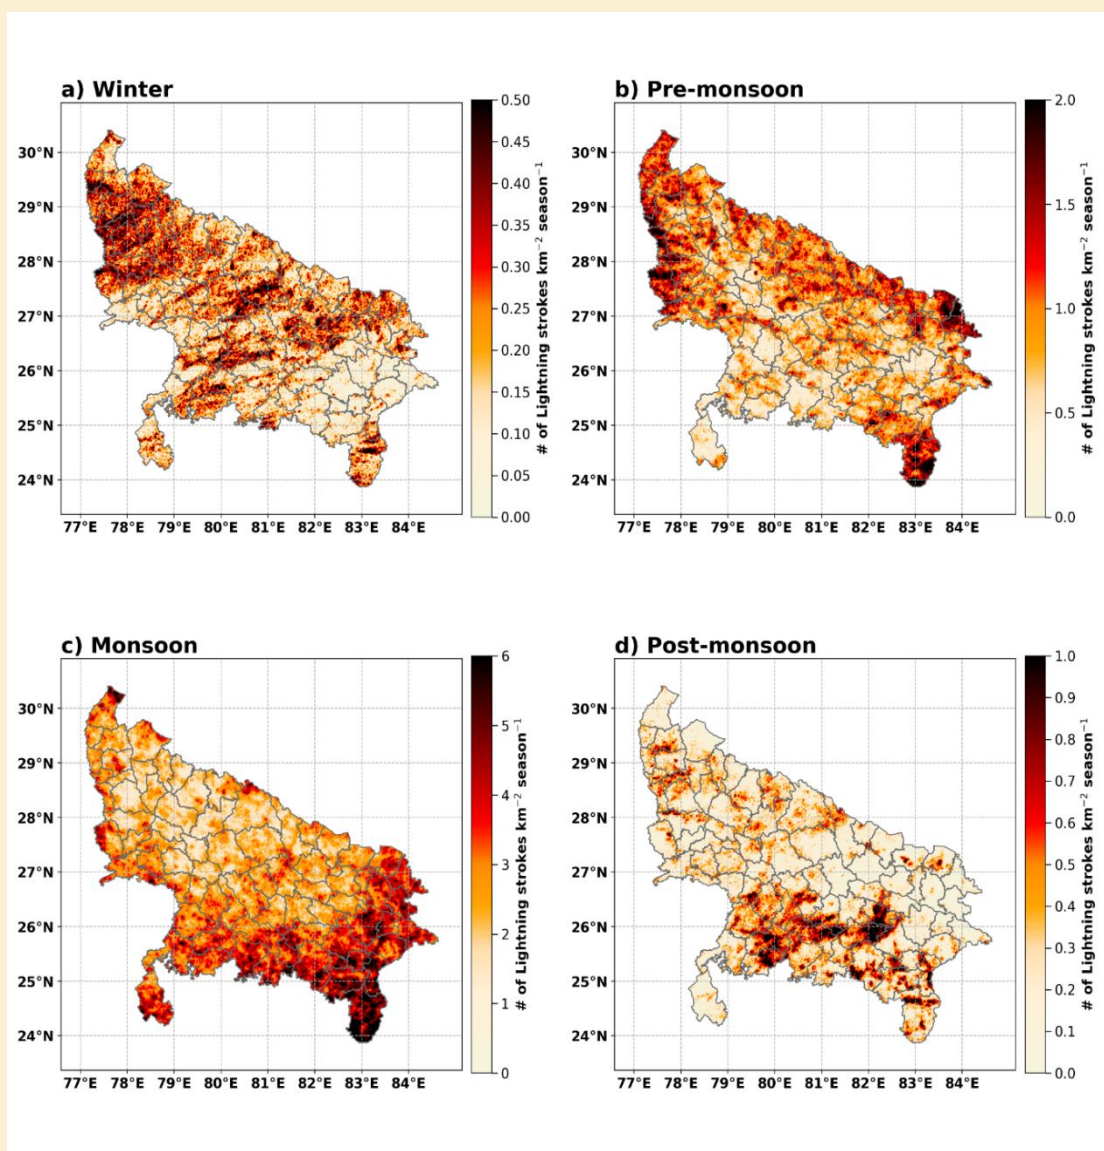 a) Winter
30°N
29°N
28°N
27°N
26°N
25°N
24°N
77°E 78°E 79°E 80°E 81°E 82°E 83°E 84°E
0.50
0.45
0.40
0.35
0.30
0.25
0.20
0.15
0.10
0.05
0.00
# of Lightning strokes km⁻² season⁻¹
b) Pre-monsoon
30°N
29°N
28°N
27°N
26°N
25°N
24°N
77°E 78°E 79°E 80°E 81°E 82°E 83°E 84°E
2.0
1.5
1.0
0.5
0.0
# of Lightning strokes km⁻² season⁻¹
c) Monsoon
30°N
29°N
28°N
27°N
26°N
25°N
24°N
77°E 78°E 79°E 80°E 81°E 82°E 83°E 84°E
6
5
4
3
2
1
0
# of Lightning strokes km⁻² season⁻¹
d) Post-monsoon
30°N
29°N
28°N
27°N
26°N
25°N
24°N
77°E 78°E 79°E 80°E 81°E 82°E 83°E 84°E
1.0
0.9
0.8
0.7
0.6
0.5
0.4
0.3
0.2
0.1
0.0
# of Lightning strokes km⁻² season⁻¹